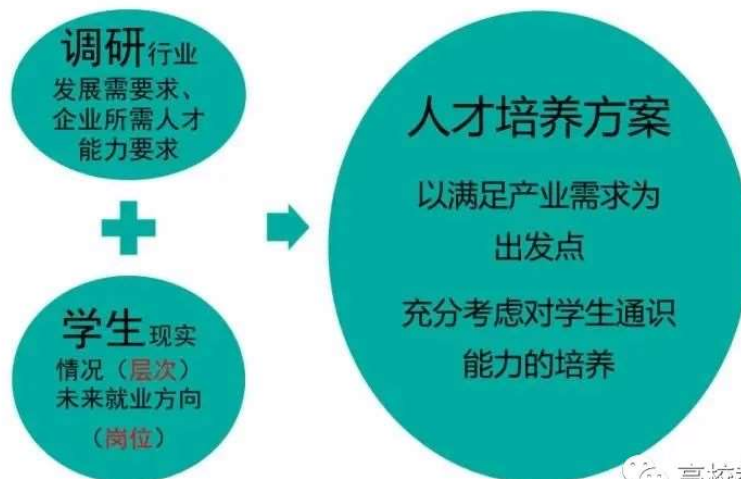 调研行业
发展需要求、
企业所需人才
能力要求
学生现实
情况（层次）
未来就业方向
（岗位）
人才培养方案
以满足产业需求为
出发点
充分考虑对学生通识
能力的培养
高校